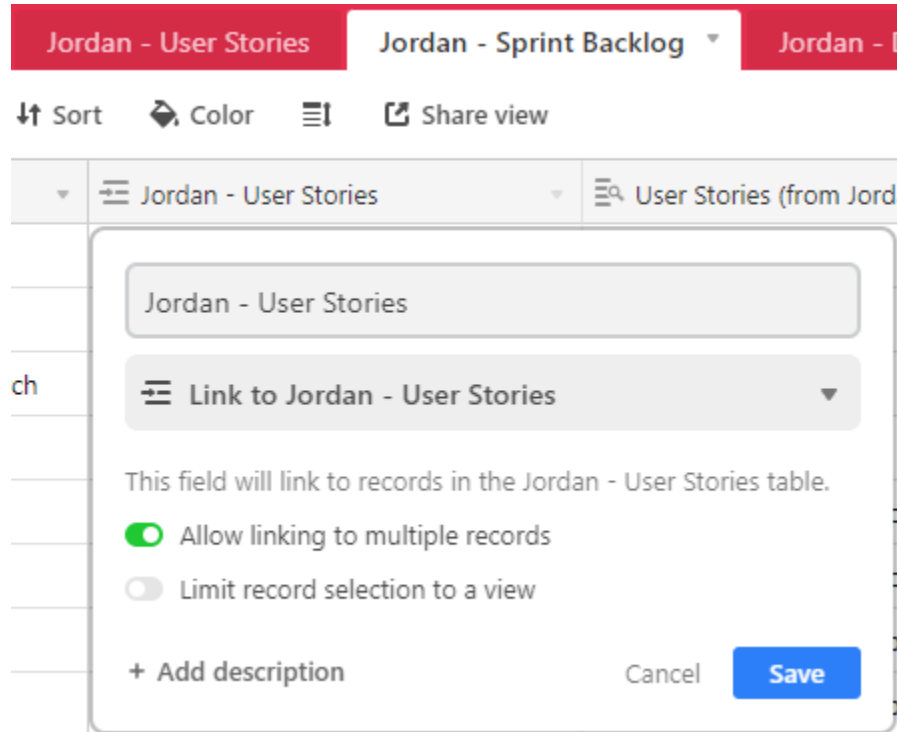 Jordan - User Stories Jordan - Sprint Backlog Jordan -
Sort Color Share view
Jordan - User Stories User Stories (from Jord
Jordan - User Stories
ch Link to Jordan - User Stories
This field will link to records in the Jordan - User Stories table.
Allow linking to multiple records
Limit record selection to a view
+ Add description Cancel Save